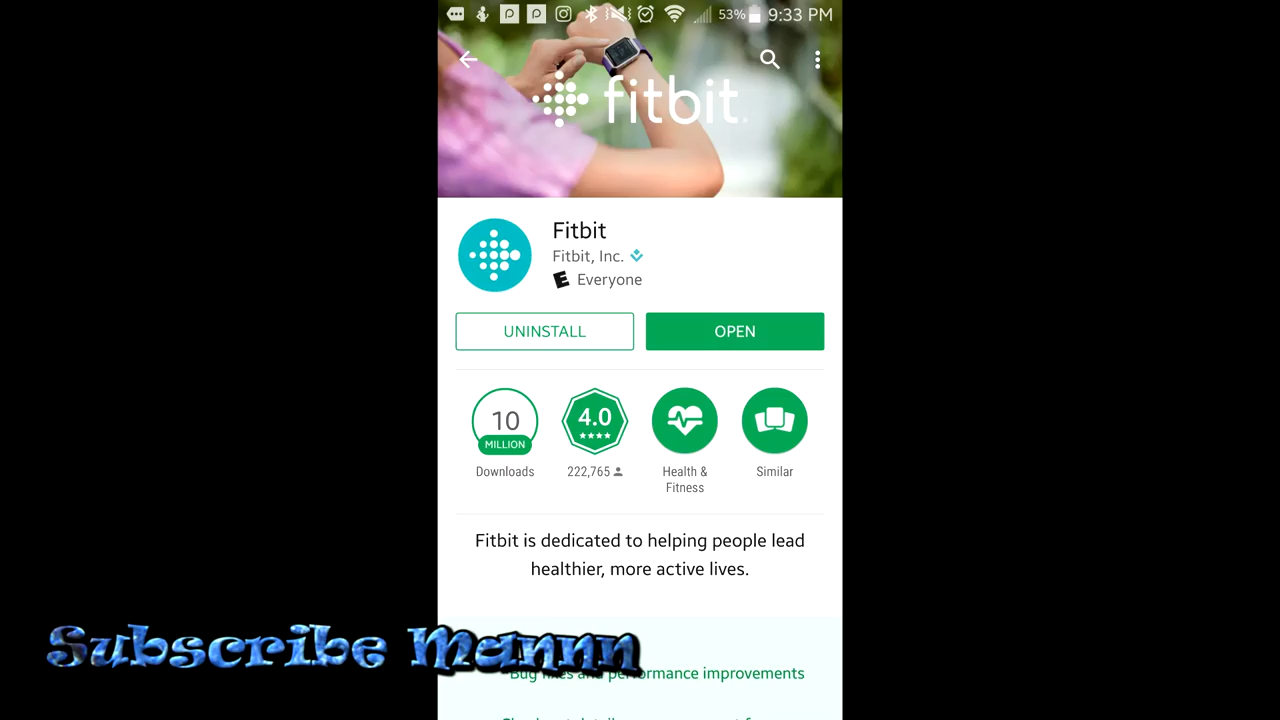 53% 9:33 PM
fitbit
Fitbit
Fitbit, Inc.
E Everyone
UNINSTALL OPEN
10 MILLION
4.0
Downloads
222,765
Health & Fitness
Similar
Fitbit is dedicated to helping people lead
healthier, more active lives.
Subscribe Mannn
and performance improvements